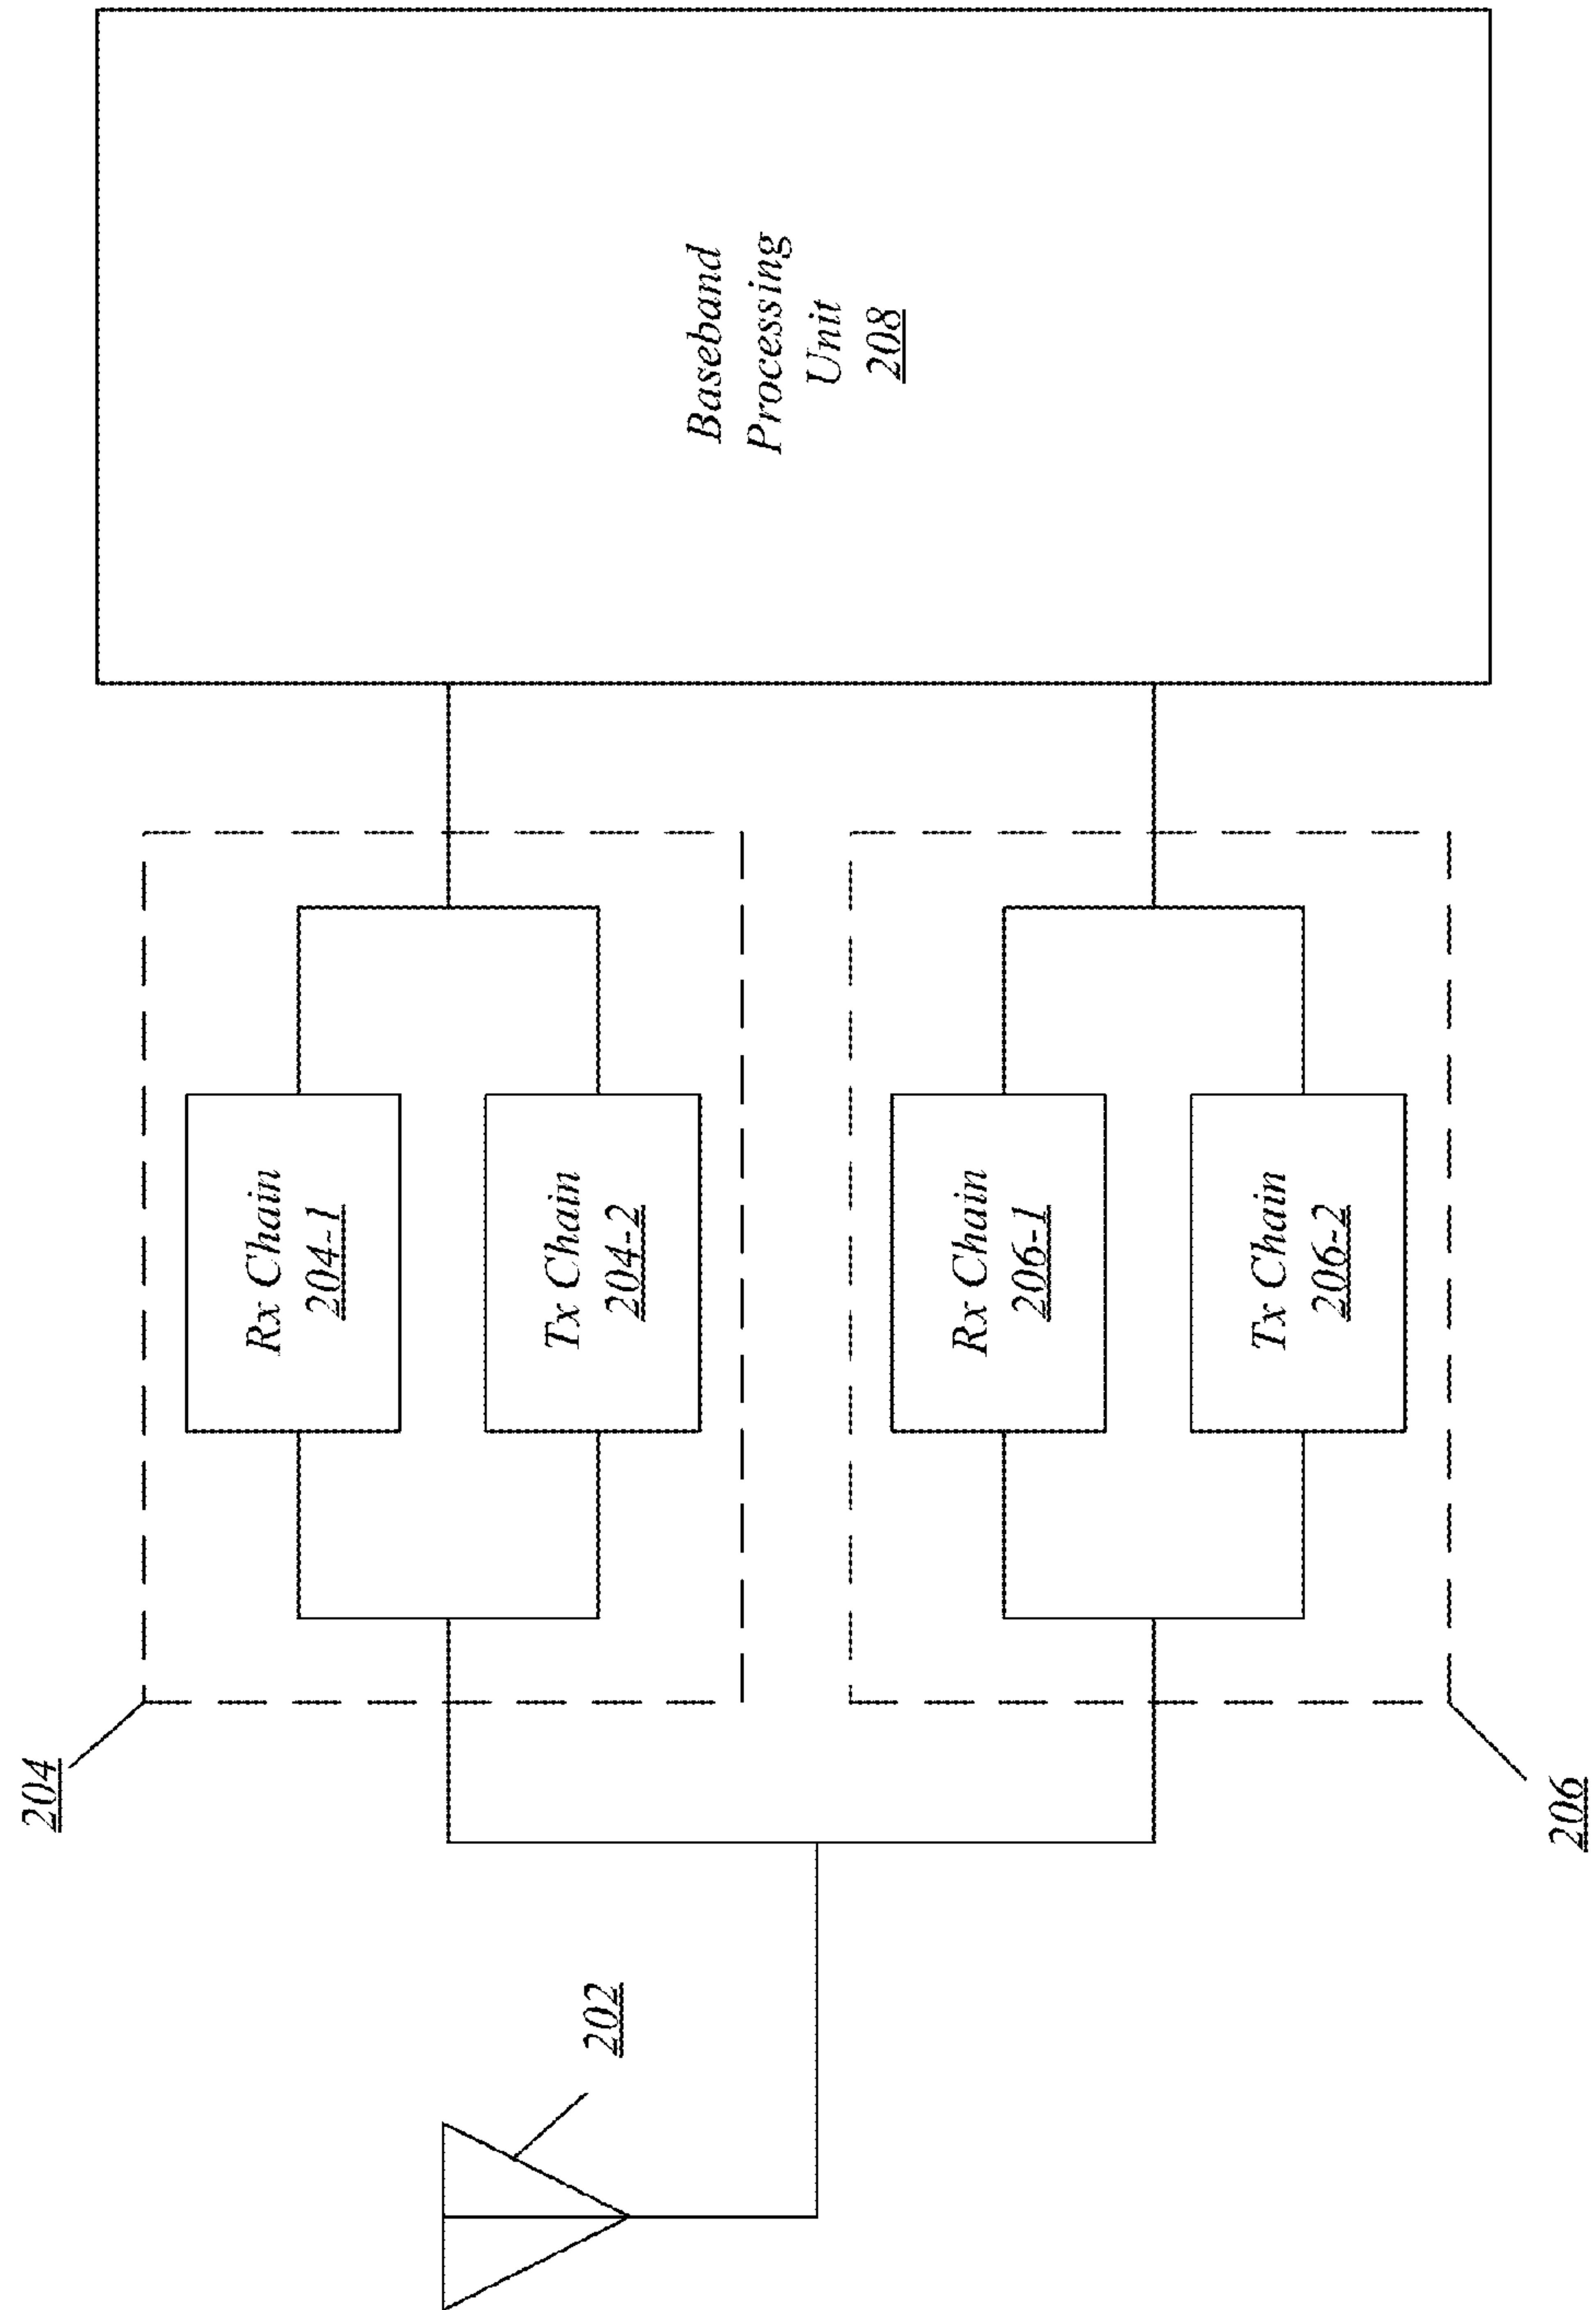 204
Rx Chain
204-1
Tx Chain
204-2
202
Baseband
Processing
Unit
208
Rx Chain
206-1
Tx Chain
206-2
206